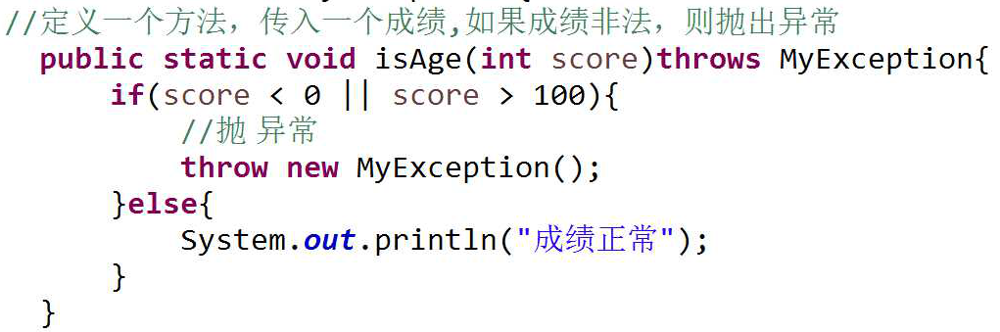 //定义一个方法，传入一个成绩,如果成绩非法，则抛出异常
public static void isAge(int score)throws MyException{
if(score < 0 || score > 100){
//抛 异常
throw new MyException();
}else{
System.out.println("成绩正常");
}
}